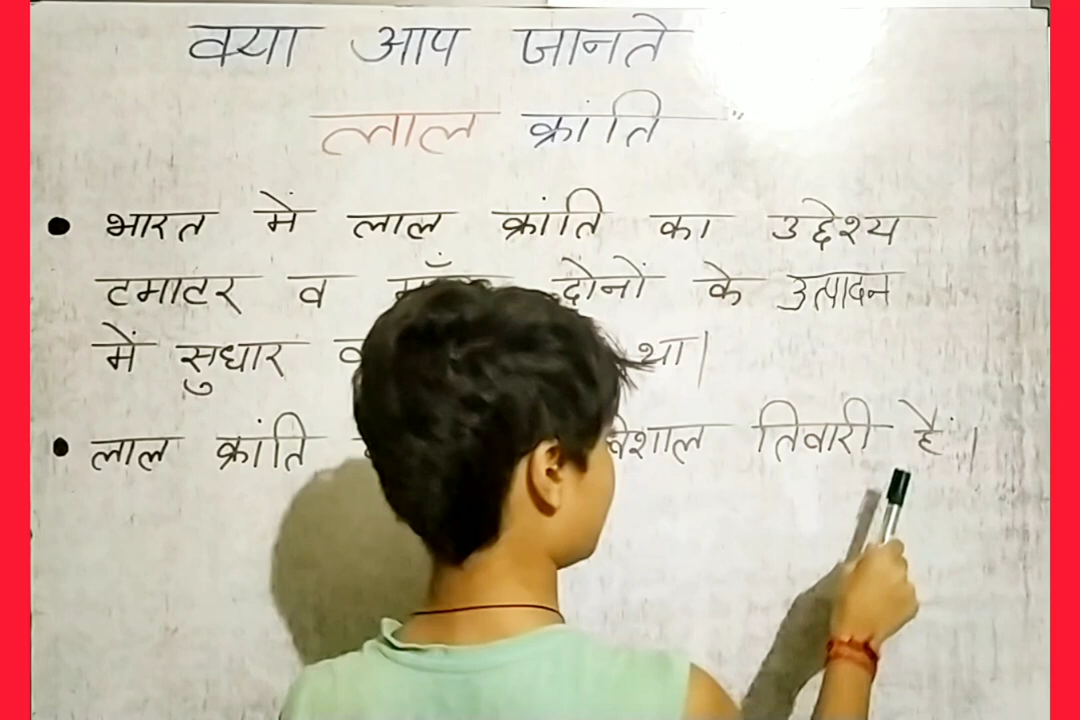 क्या आप जानते
लाल क्रांति
• भारत में लाल क्रांति का उद्देश्य
टमाटर व दोनों के उत्पादन
में सुधार था|
• लाल क्रांति तिवारी हैं |